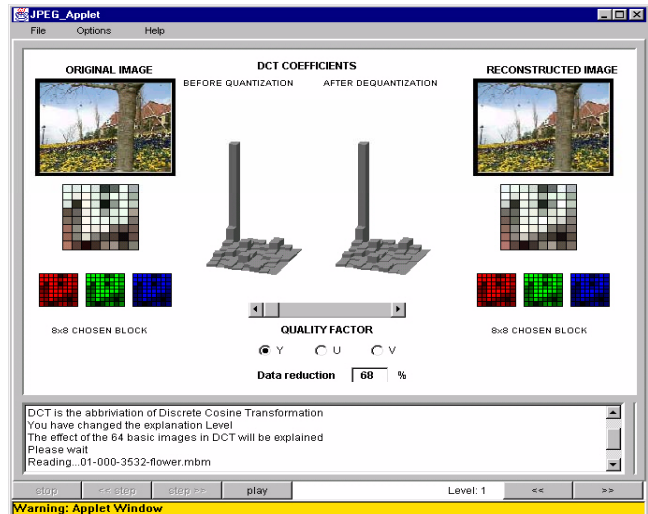 JPEG_Applet
File Options Help
ORIGINAL IMAGE
DCT COEFFICIENTS
BEFORE QUANTIZATION AFTER DEQUANTIZATION
RECONSTRUCTED IMAGE
8x8 CHOSEN BLOCK
8x8 CHOSEN BLOCK
QUALITY FACTOR
Y U V
Data reduction 68 %
DCT is the abbriviation of Discrete Cosine Transformation
You have changed the explanation Level
The effect of the 64 basic images in DCT will be explained
Please wait
Reading...01-000-3532-flower.mbm
stop << step step >> play Level: 1 << >>
Warning: Applet Window